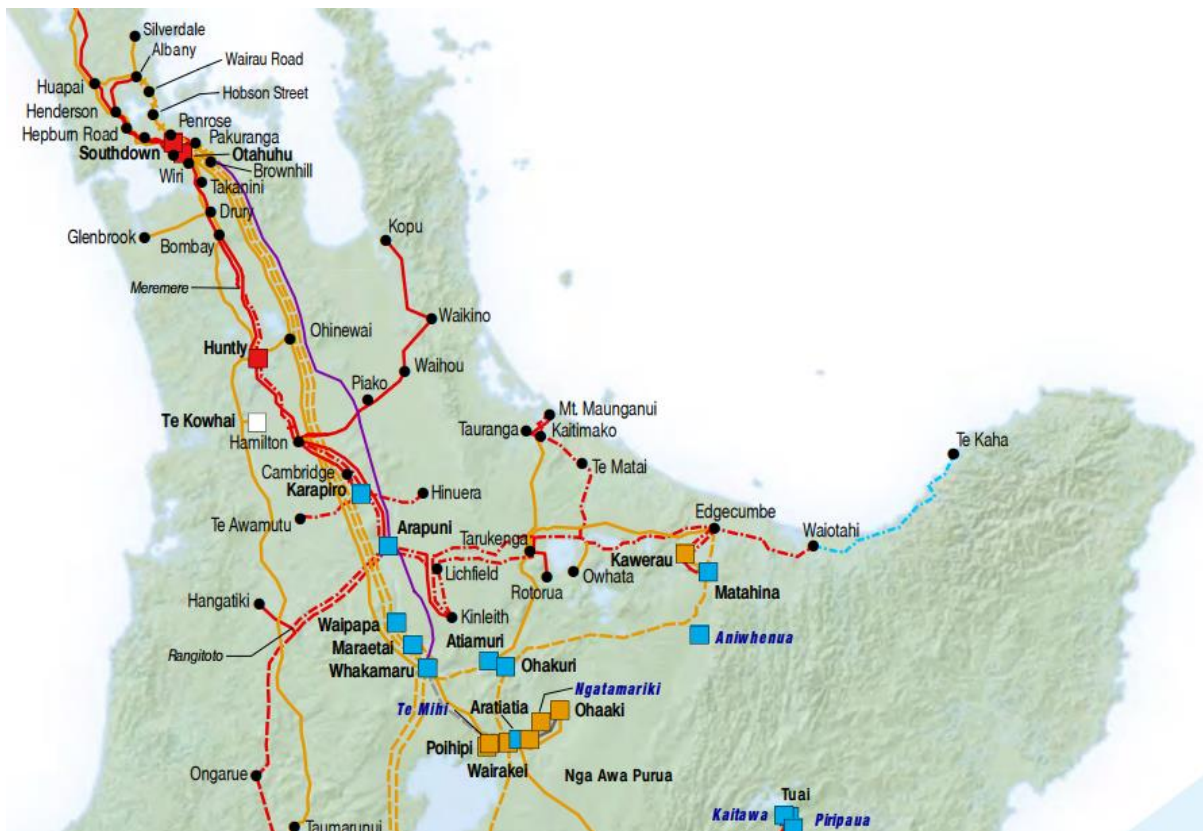 Silverdale
Albany
Wairau Road
Huapai
Hobson Street
Henderson
Penrose
Hepburn Road
Pakuranga
Southdown
Otahuhu
Brownhill
Wiri
Takanini
Drury
Glenbrook
Bombay
Kopu
Meremere
Waikino
Ohinewai
Huntly
Waihou
Piako
Te Kowhai
Mt. Maunganui
Hamilton
Tauranga
Kaitimako
Te Kaha
Cambridge
Te Matai
Karapiro
Hinuera
Te Awamutu
Edgecumbe
Arapuni
Waiotahi
Tarukenga
Kawerau
Lichfield
Owhata
Rotorua
Matahina
Hangatiki
Kinleith
Waipapa
Atiamuri
Aniwhenua
Maraetai
Rangitoto
Whakamaru
Ohakuri
Ngatamariki
Aratiatia
Ohaaki
Te Mihi
Poihipi
Wairakei
Nga Awa Purua
Ongarue
Tuai
Kaitawa
Piripaua
Taumarunui